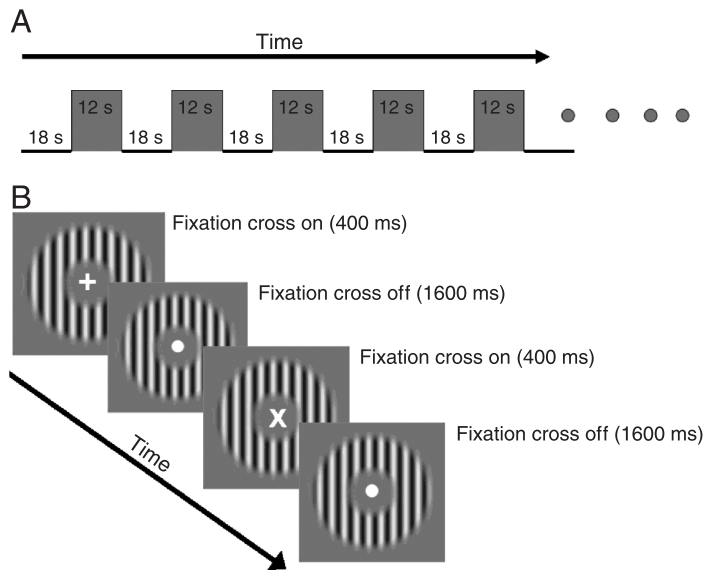 A
Time
12 s 12 s 12 s 12 s 12 s
18 s 18 s 18 s 18 s 18 s
B
Fixation cross on (400 ms)
+
Fixation cross off (1600 ms)
Fixation cross on (400 ms)
X
Fixation cross off (1600 ms)
Time